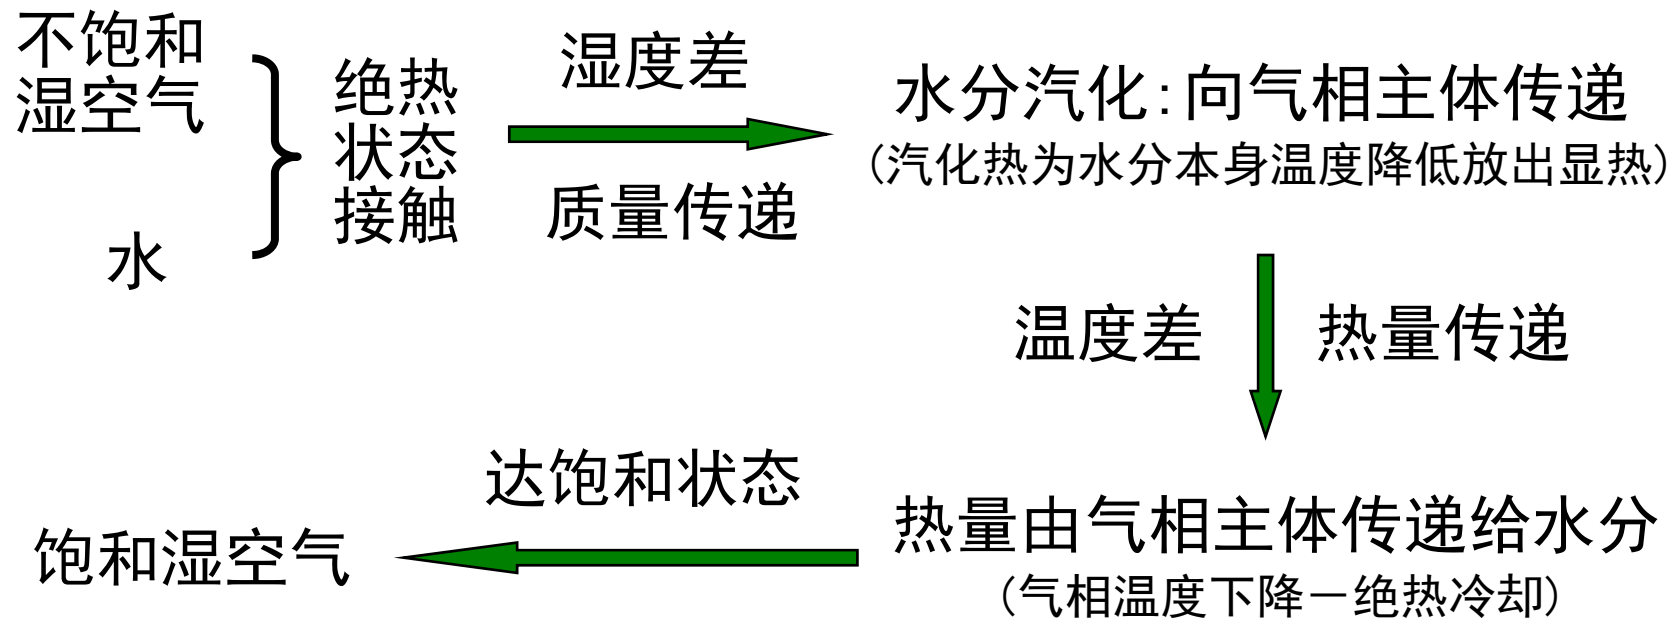 不饱和
湿空气
水
绝热
状态
接触
湿度差
质量传递
水分汽化:向气相主体传递
(汽化热为水分本身温度降低放出显热)
温度差
热量传递
热量由气相主体传递给水分
(气相温度下降－绝热冷却)
达饱和状态
饱和湿空气